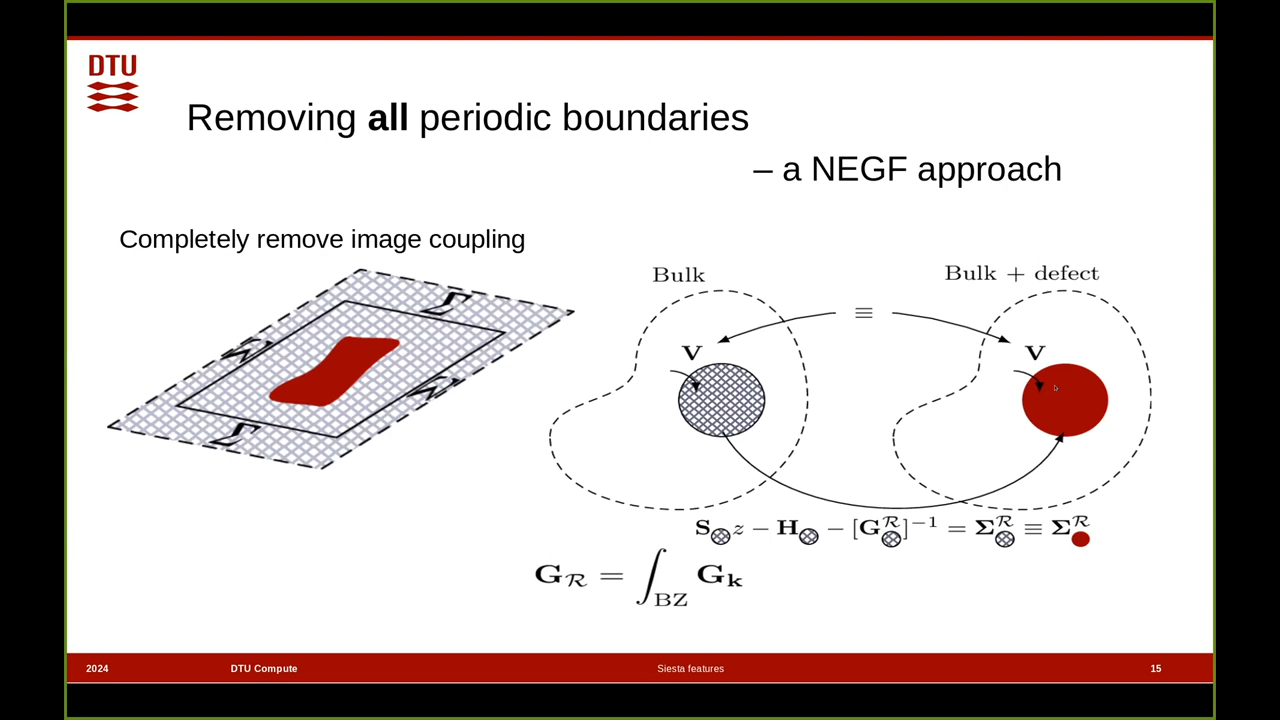 DTU
Removing all periodic boundaries
– a NEGF approach
Completely remove image coupling
Σ
Σ
Σ
Σ
Bulk
Bulk + defect
≡
V
V
S z − H − [G^ℛ]^{−1} = Σ^ℛ ≡ Σ^ℛ
G_ℛ = ∫_BZ G_k
2024
DTU Compute
Siesta features
15